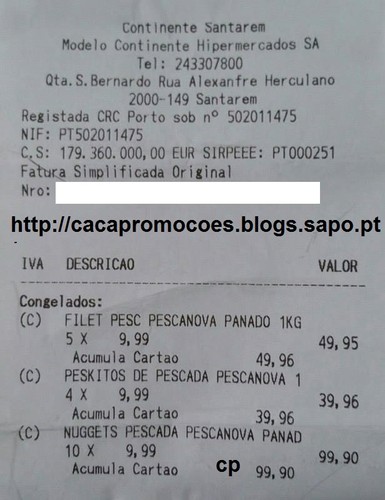 Continente Santarem
Modelo Continente Hipermercados SA
Tel: 243307800
Qta.S.Bernardo Rua Alexanfre Herculano
2000-149 Santarem
Registada CRC Porto sob nº 502011475
NIF: PT502011475
C.S: 179.360.000,00 EUR SIRPEEE: PT000251
Fatura Simplificada Original
Nro:
http://cacapromocoes.blogs.sapo.pt
IVA DESCRICAO VALOR
Congelados:
(C) FILET PESC PESCANOVA PANADO 1KG
5 X 9,99 49,95
Acumula Cartao 49,96
(C) PESKITOS DE PESCADA PESCANOVA 1
4 X 9,99 39,96
Acumula Cartao 39,96
(C) NUGGETS PESCADA PESCANOVA PANAD
10 X 9,99 99,90
Acumula Cartao cp 99,90